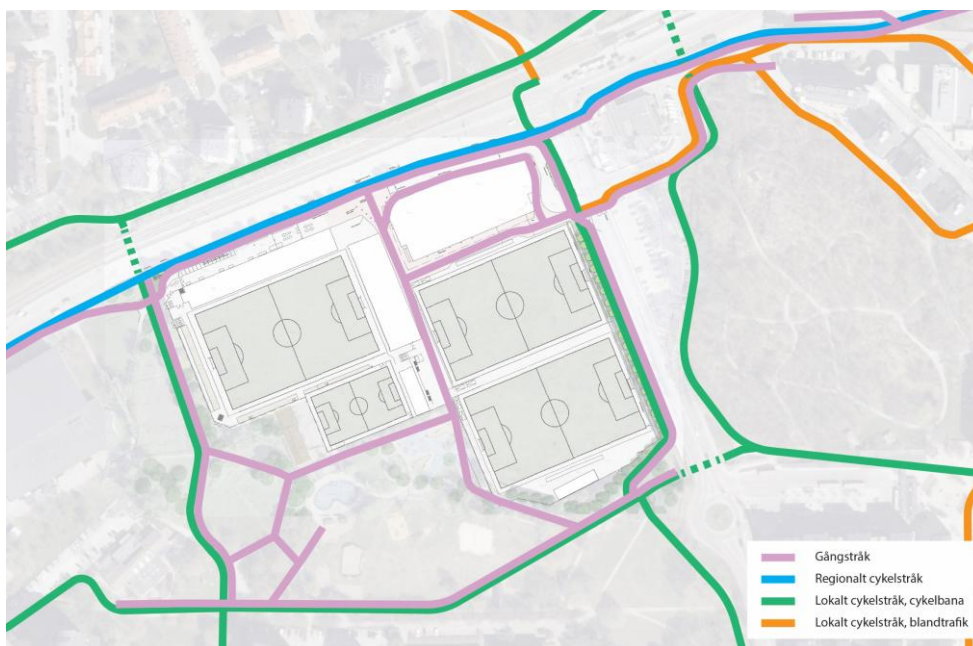 Gångstråk
Regionalt cykelstråk
Lokalt cykelstråk, cykelbana
Lokalt cykelstråk, blandtrafik